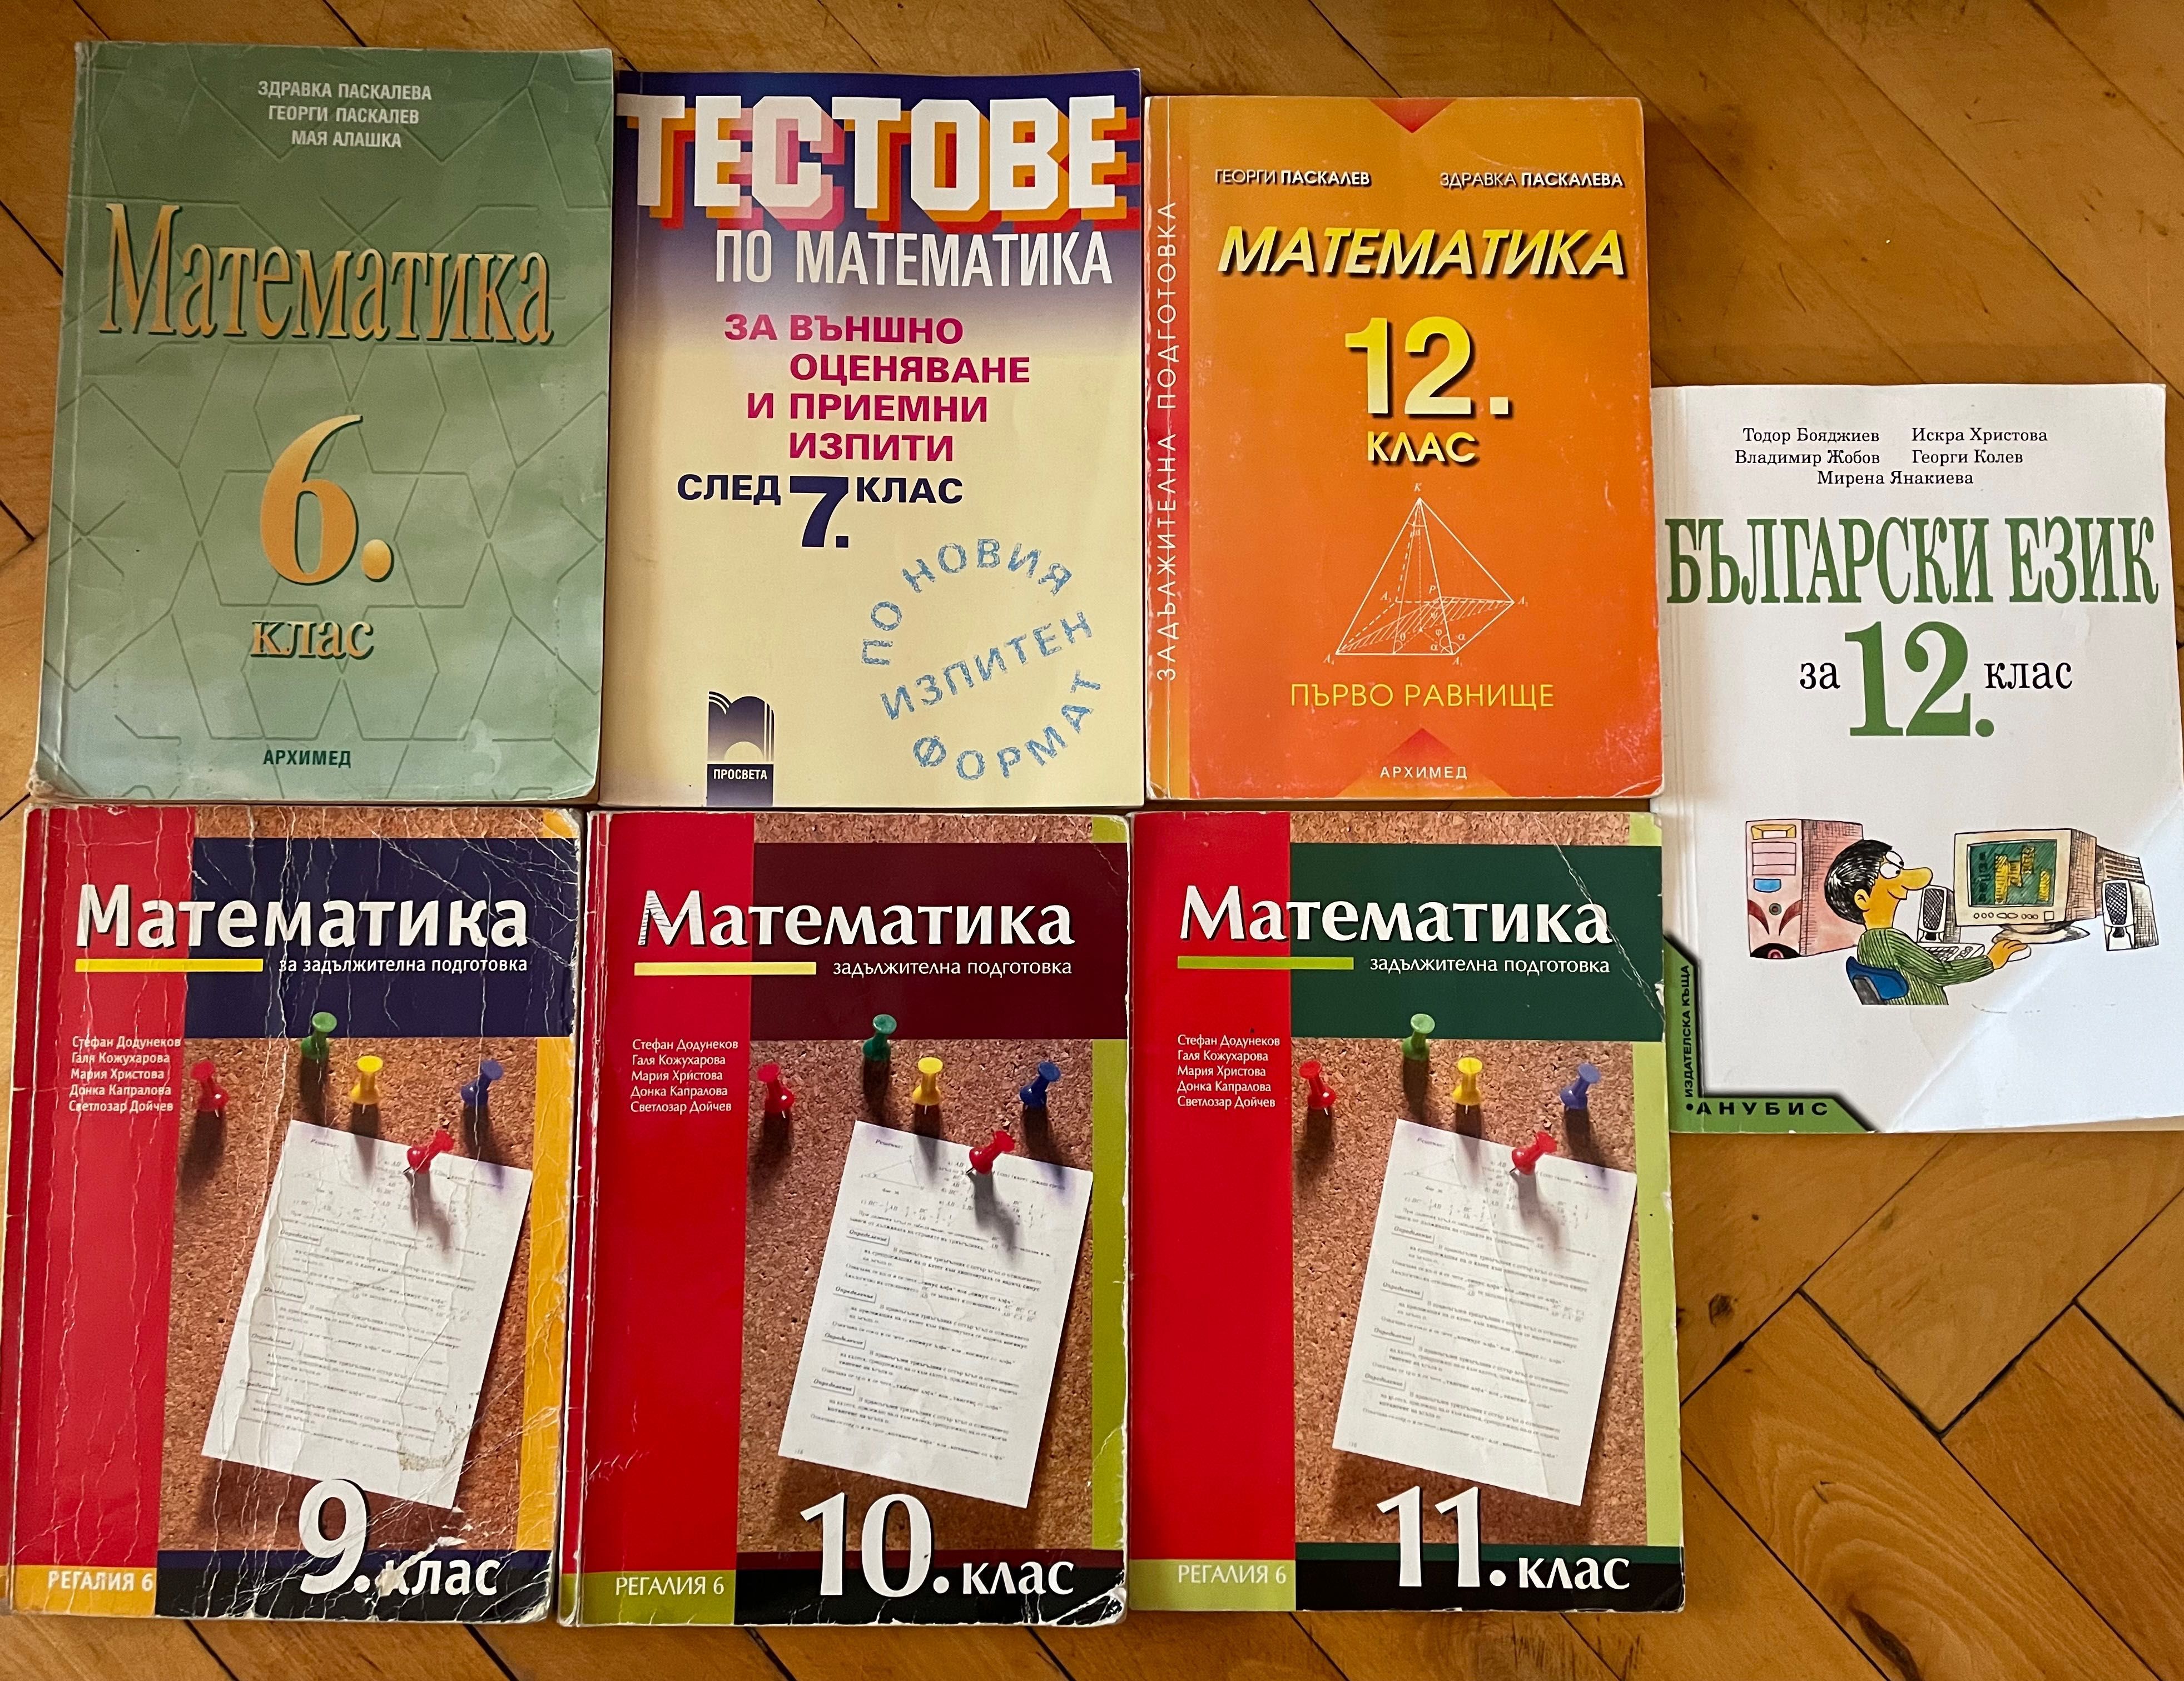 ЗДРАВКА ПАСКАЛЕВА
ГЕОРГИ ПАСКАЛЕВ
МАЯ АЛАШКА
Математика
6.
клас
АРХИМЕД
ТЕСТОВЕ
ПО МАТЕМАТИКА
ЗА ВЪНШНО
ОЦЕНЯВАНЕ
И ПРИЕМНИ
ИЗПИТИ
СЛЕД 7. КЛАС
ПО НОВИЯ
ИЗПИТЕН
ФОРМАТ
ПРОСВЕТА
ЗАДЪЛЖИТЕЛНА ПОДГОТОВКА
ГЕОРГИ ПАСКАЛЕВ ЗДРАВКА ПАСКАЛЕВА
МАТЕМАТИКА
12.
КЛАС
ПЪРВО РАВНИЩЕ
АРХИМЕД
Тодор Бояджиев Искра Христова
Владимир Жобов Георги Колев
Мирена Янакиева
БЪЛГАРСКИ ЕЗИК
за 12. клас
ИЗДАТЕЛСКА КЪЩА
АНУБИС
Математика
за задължителна подготовка
Стефан Додунеков
Галя Кожухарова
Мария Христова
Донка Капралова
Светлозар Дойчев
9. клас
РЕГАЛИЯ 6
Математика
задължителна подготовка
Стефан Додунеков
Галя Кожухарова
Мария Христова
Донка Капралова
Светлозар Дойчев
10. клас
РЕГАЛИЯ 6
Математика
задължителна подготовка
Стефан Додунеков
Галя Кожухарова
Мария Христова
Донка Капралова
Светлозар Дойчев
11. клас
РЕГАЛИЯ 6